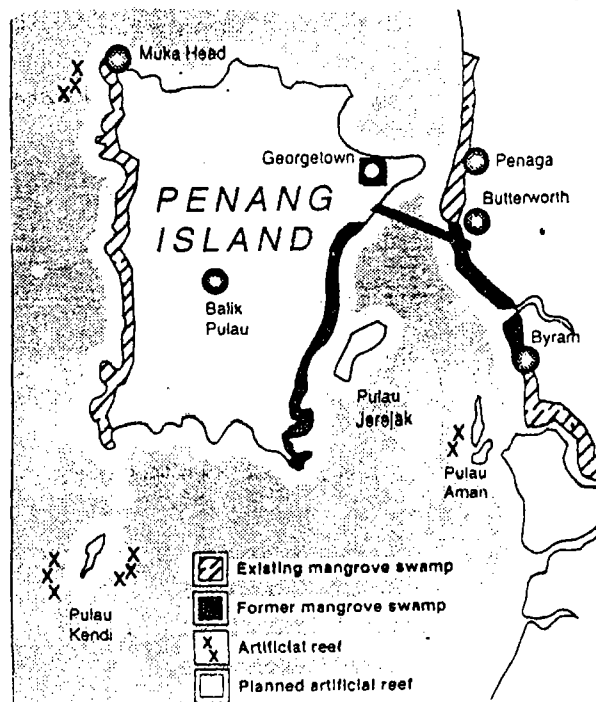 Muka Head
Georgetown
Penaga
PENANG
ISLAND
Butterworth
Balik
Pulau
Byram
Pulau
Jerejak
Pulau
Aman
Pulau
Kendi
Existing mangrove swamp
Former mangrove swamp
Artificial reef
Planned artificial reef